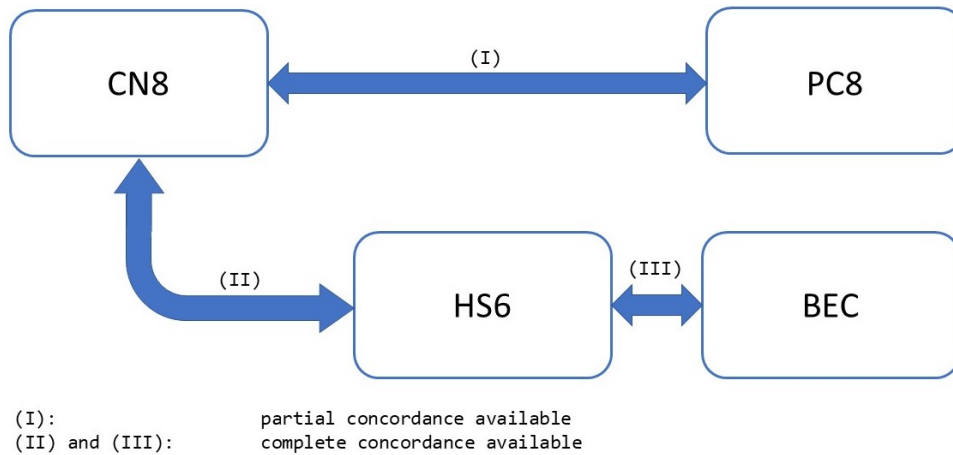 CN8
(I)
PC8
(II)
HS6
(III)
BEC
(I): partial concordance available
(II) and (III): complete concordance available